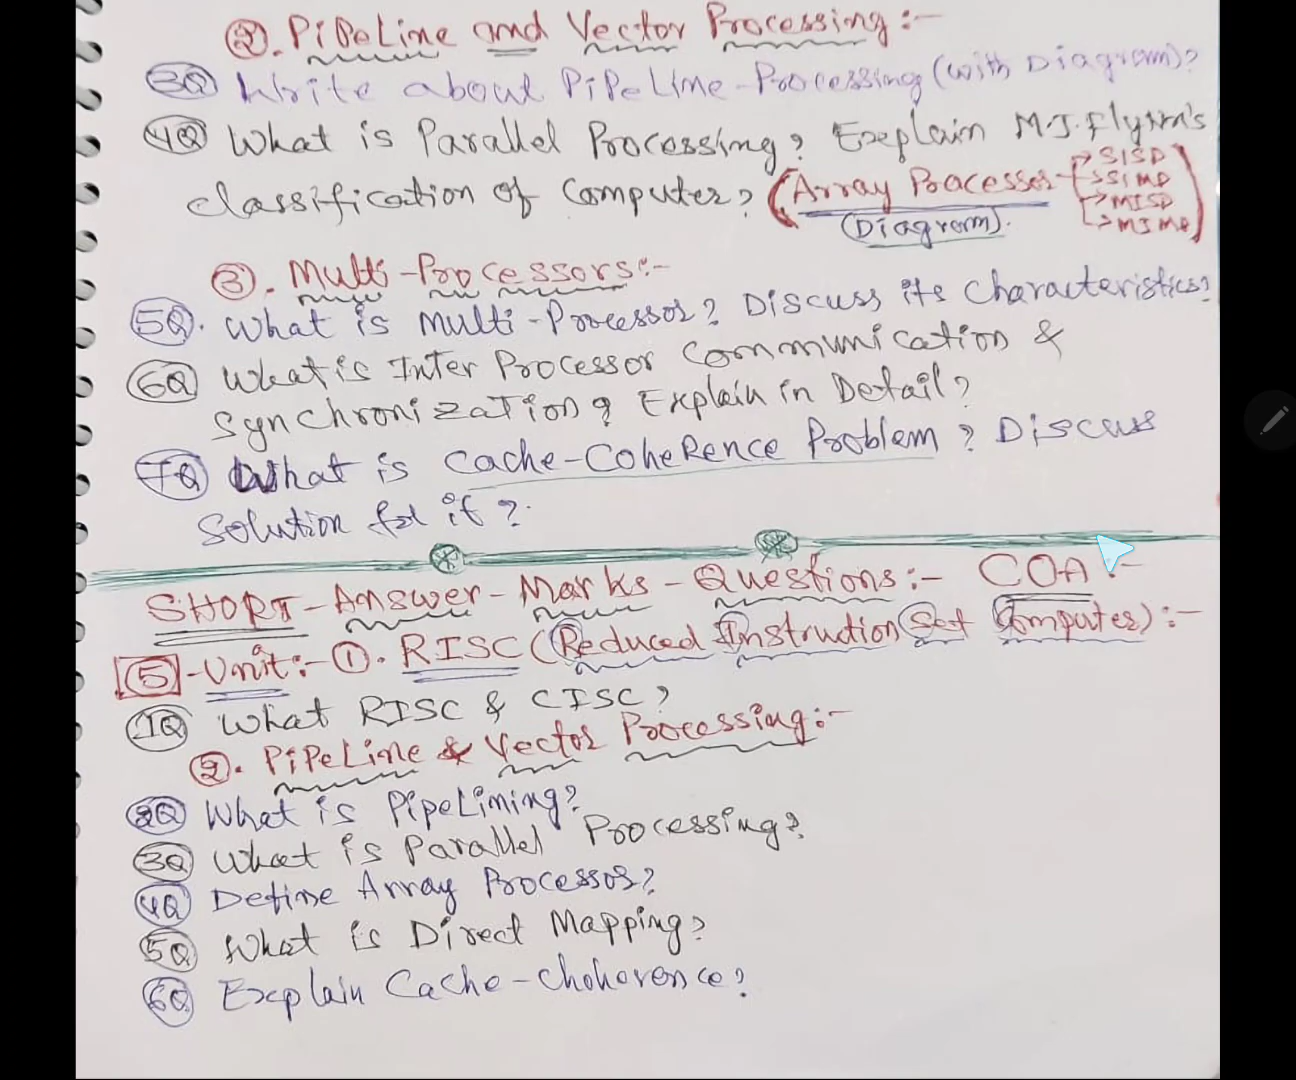 ②. PiPeLine and Vector Processing:-
3Q Write about PiPeLine-Processing (with Diagram)?
4Q What is Parallel Processing? Explain M.J.Flynn's
classification of Computer? (Array Processor → SISD
→ SIMD
→ MISD
→ MIMD)
(Diagram).
③. Multi-Processors:-
5Q. What is Multi-Processor? Discuss its Characteristics?
6Q What is Inter Processor Communication &
Synchronization? Explain in Detail?
7Q What is Cache-Coherence Problem? Discuss
Solution for it?
SHORT-Answer-Marks-Questions:- COA:-
5-Unit:- ①. RISC (Reduced Instruction Set Computer):-
1Q What RISC & CISC?
②. PiPeLine & Vector Processing:-
2Q What is PipeLining?
3Q What is Parallel Processing?
4Q Define Array Processor?
5Q What is Direct Mapping?
6Q Explain Cache-Choherence?